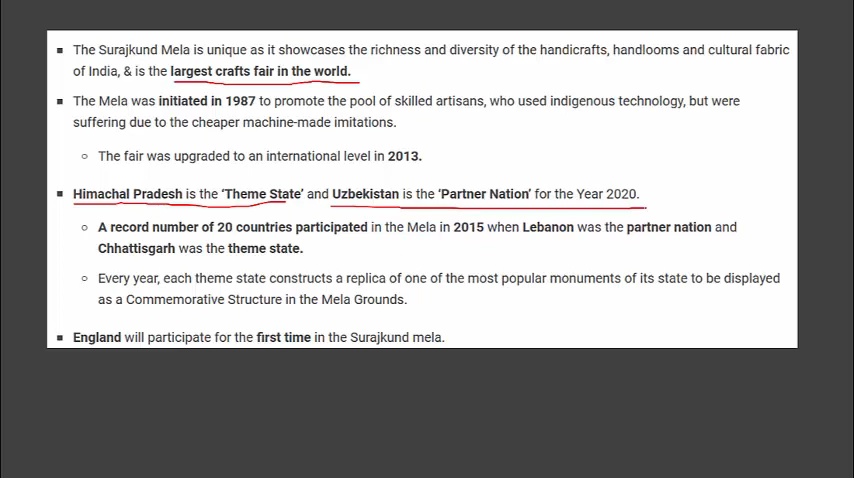 ▪ The Surajkund Mela is unique as it showcases the richness and diversity of the handicrafts, handlooms and cultural fabric
of India, & is the largest crafts fair in the world.
▪ The Mela was initiated in 1987 to promote the pool of skilled artisans, who used indigenous technology, but were
suffering due to the cheaper machine-made imitations.
○ The fair was upgraded to an international level in 2013.
▪ Himachal Pradesh is the ‘Theme State’ and Uzbekistan is the ‘Partner Nation’ for the Year 2020.
○ A record number of 20 countries participated in the Mela in 2015 when Lebanon was the partner nation and
Chhattisgarh was the theme state.
○ Every year, each theme state constructs a replica of one of the most popular monuments of its state to be displayed
as a Commemorative Structure in the Mela Grounds.
▪ England will participate for the first time in the Surajkund mela.